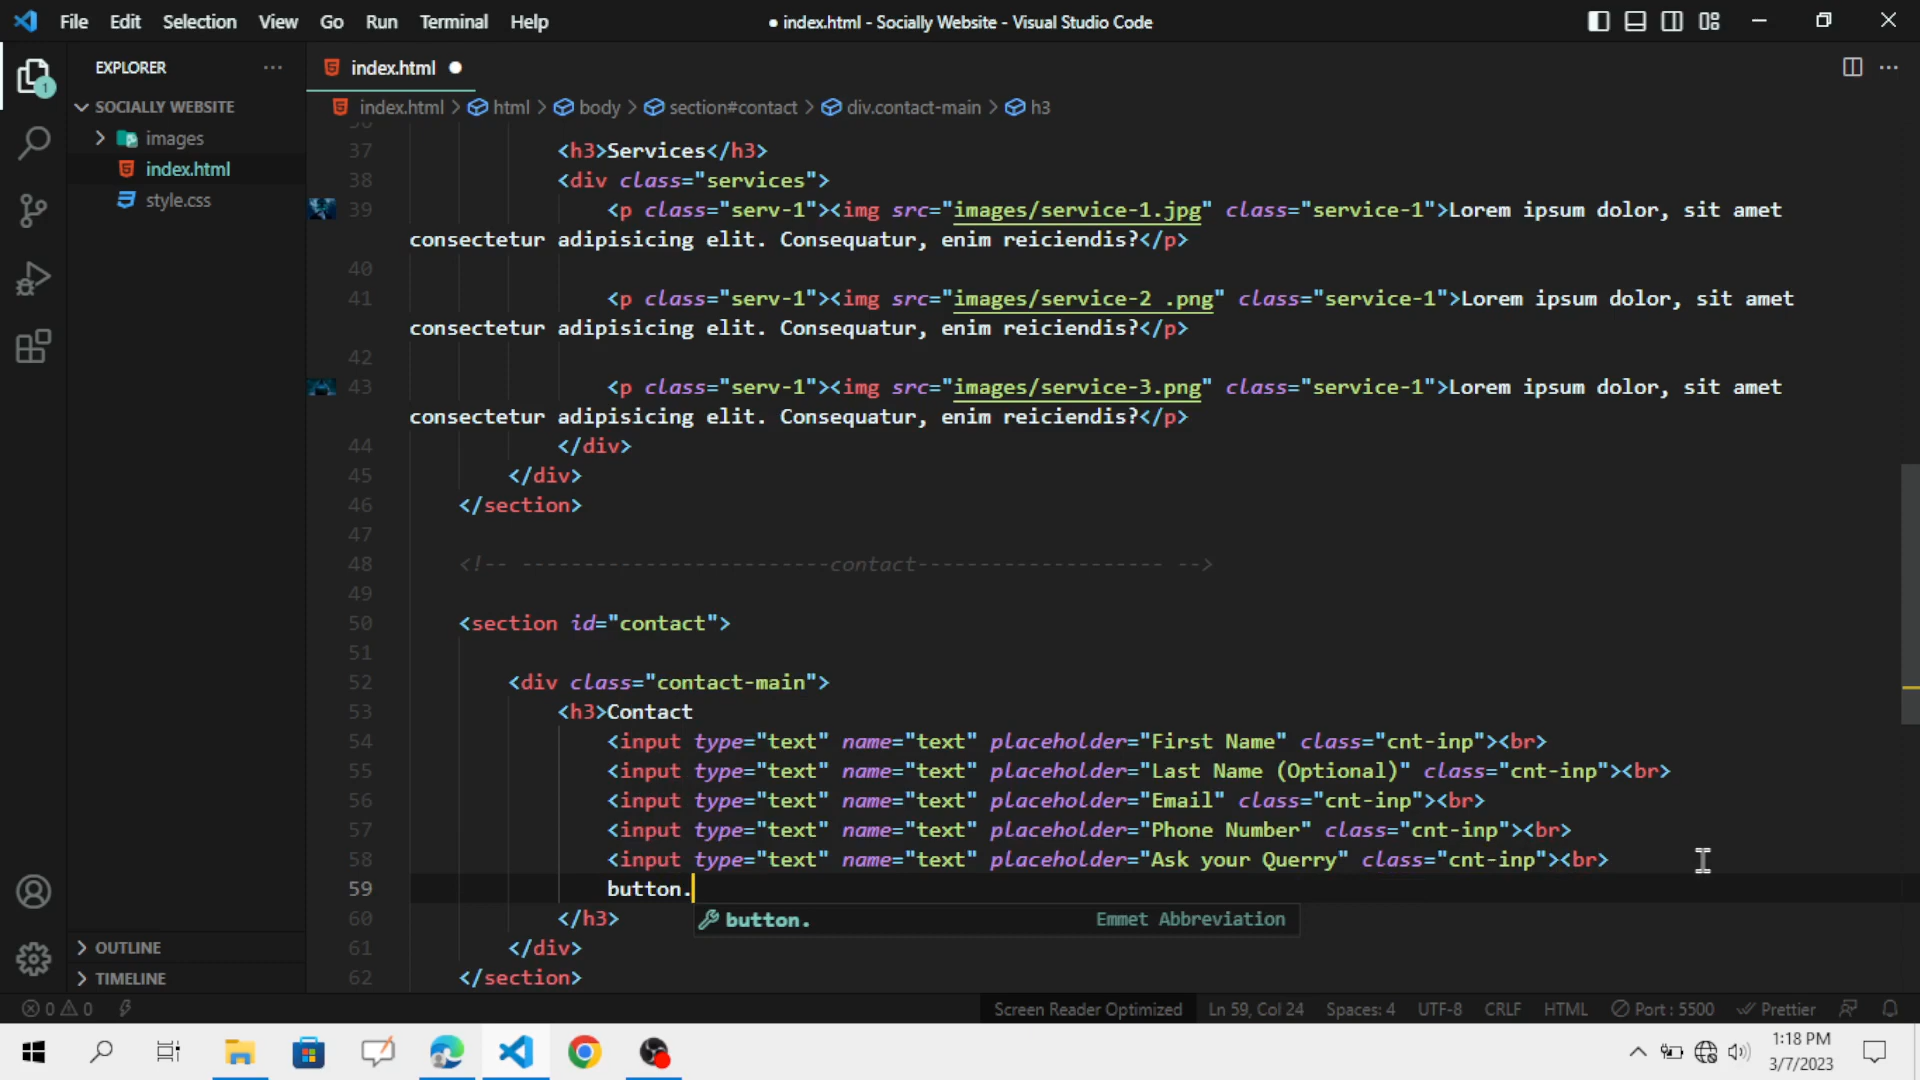 File Edit Selection View Go Run Terminal Help
● index.html - Socially Website - Visual Studio Code
EXPLORER
index.html
SOCIALLY WEBSITE
index.html > html > body > section#contact > div.contact-main > h3
images
index.html
style.css
37 <h3>Services</h3>
38 <div class="services">
39 <p class="serv-1"><img src="images/service-1.jpg" class="service-1">Lorem ipsum dolor, sit amet
consectetur adipisicing elit. Consequatur, enim reiciendis?</p>
40
41 <p class="serv-1"><img src="images/service-2 .png" class="service-1">Lorem ipsum dolor, sit amet
consectetur adipisicing elit. Consequatur, enim reiciendis?</p>
42
43 <p class="serv-1"><img src="images/service-3.png" class="service-1">Lorem ipsum dolor, sit amet
consectetur adipisicing elit. Consequatur, enim reiciendis?</p>
44 </div>
45 </div>
46 </section>
47
48 <!-- -------------------------contact-------------------- -->
49
50 <section id="contact">
51
52 <div class="contact-main">
53 <h3>Contact
54 <input type="text" name="text" placeholder="First Name" class="cnt-inp"><br>
55 <input type="text" name="text" placeholder="Last Name (Optional)" class="cnt-inp"><br>
56 <input type="text" name="text" placeholder="Email" class="cnt-inp"><br>
57 <input type="text" name="text" placeholder="Phone Number" class="cnt-inp"><br>
58 <input type="text" name="text" placeholder="Ask your Querry" class="cnt-inp"><br>
59 button.
60 </h3>
button. Emmet Abbreviation
61 </div>
62 </section>
OUTLINE
TIMELINE
0 0
Screen Reader Optimized Ln 59, Col 24 Spaces: 4 UTF-8 CRLF HTML Port : 5500 Prettier
1:18 PM
3/7/2023
1